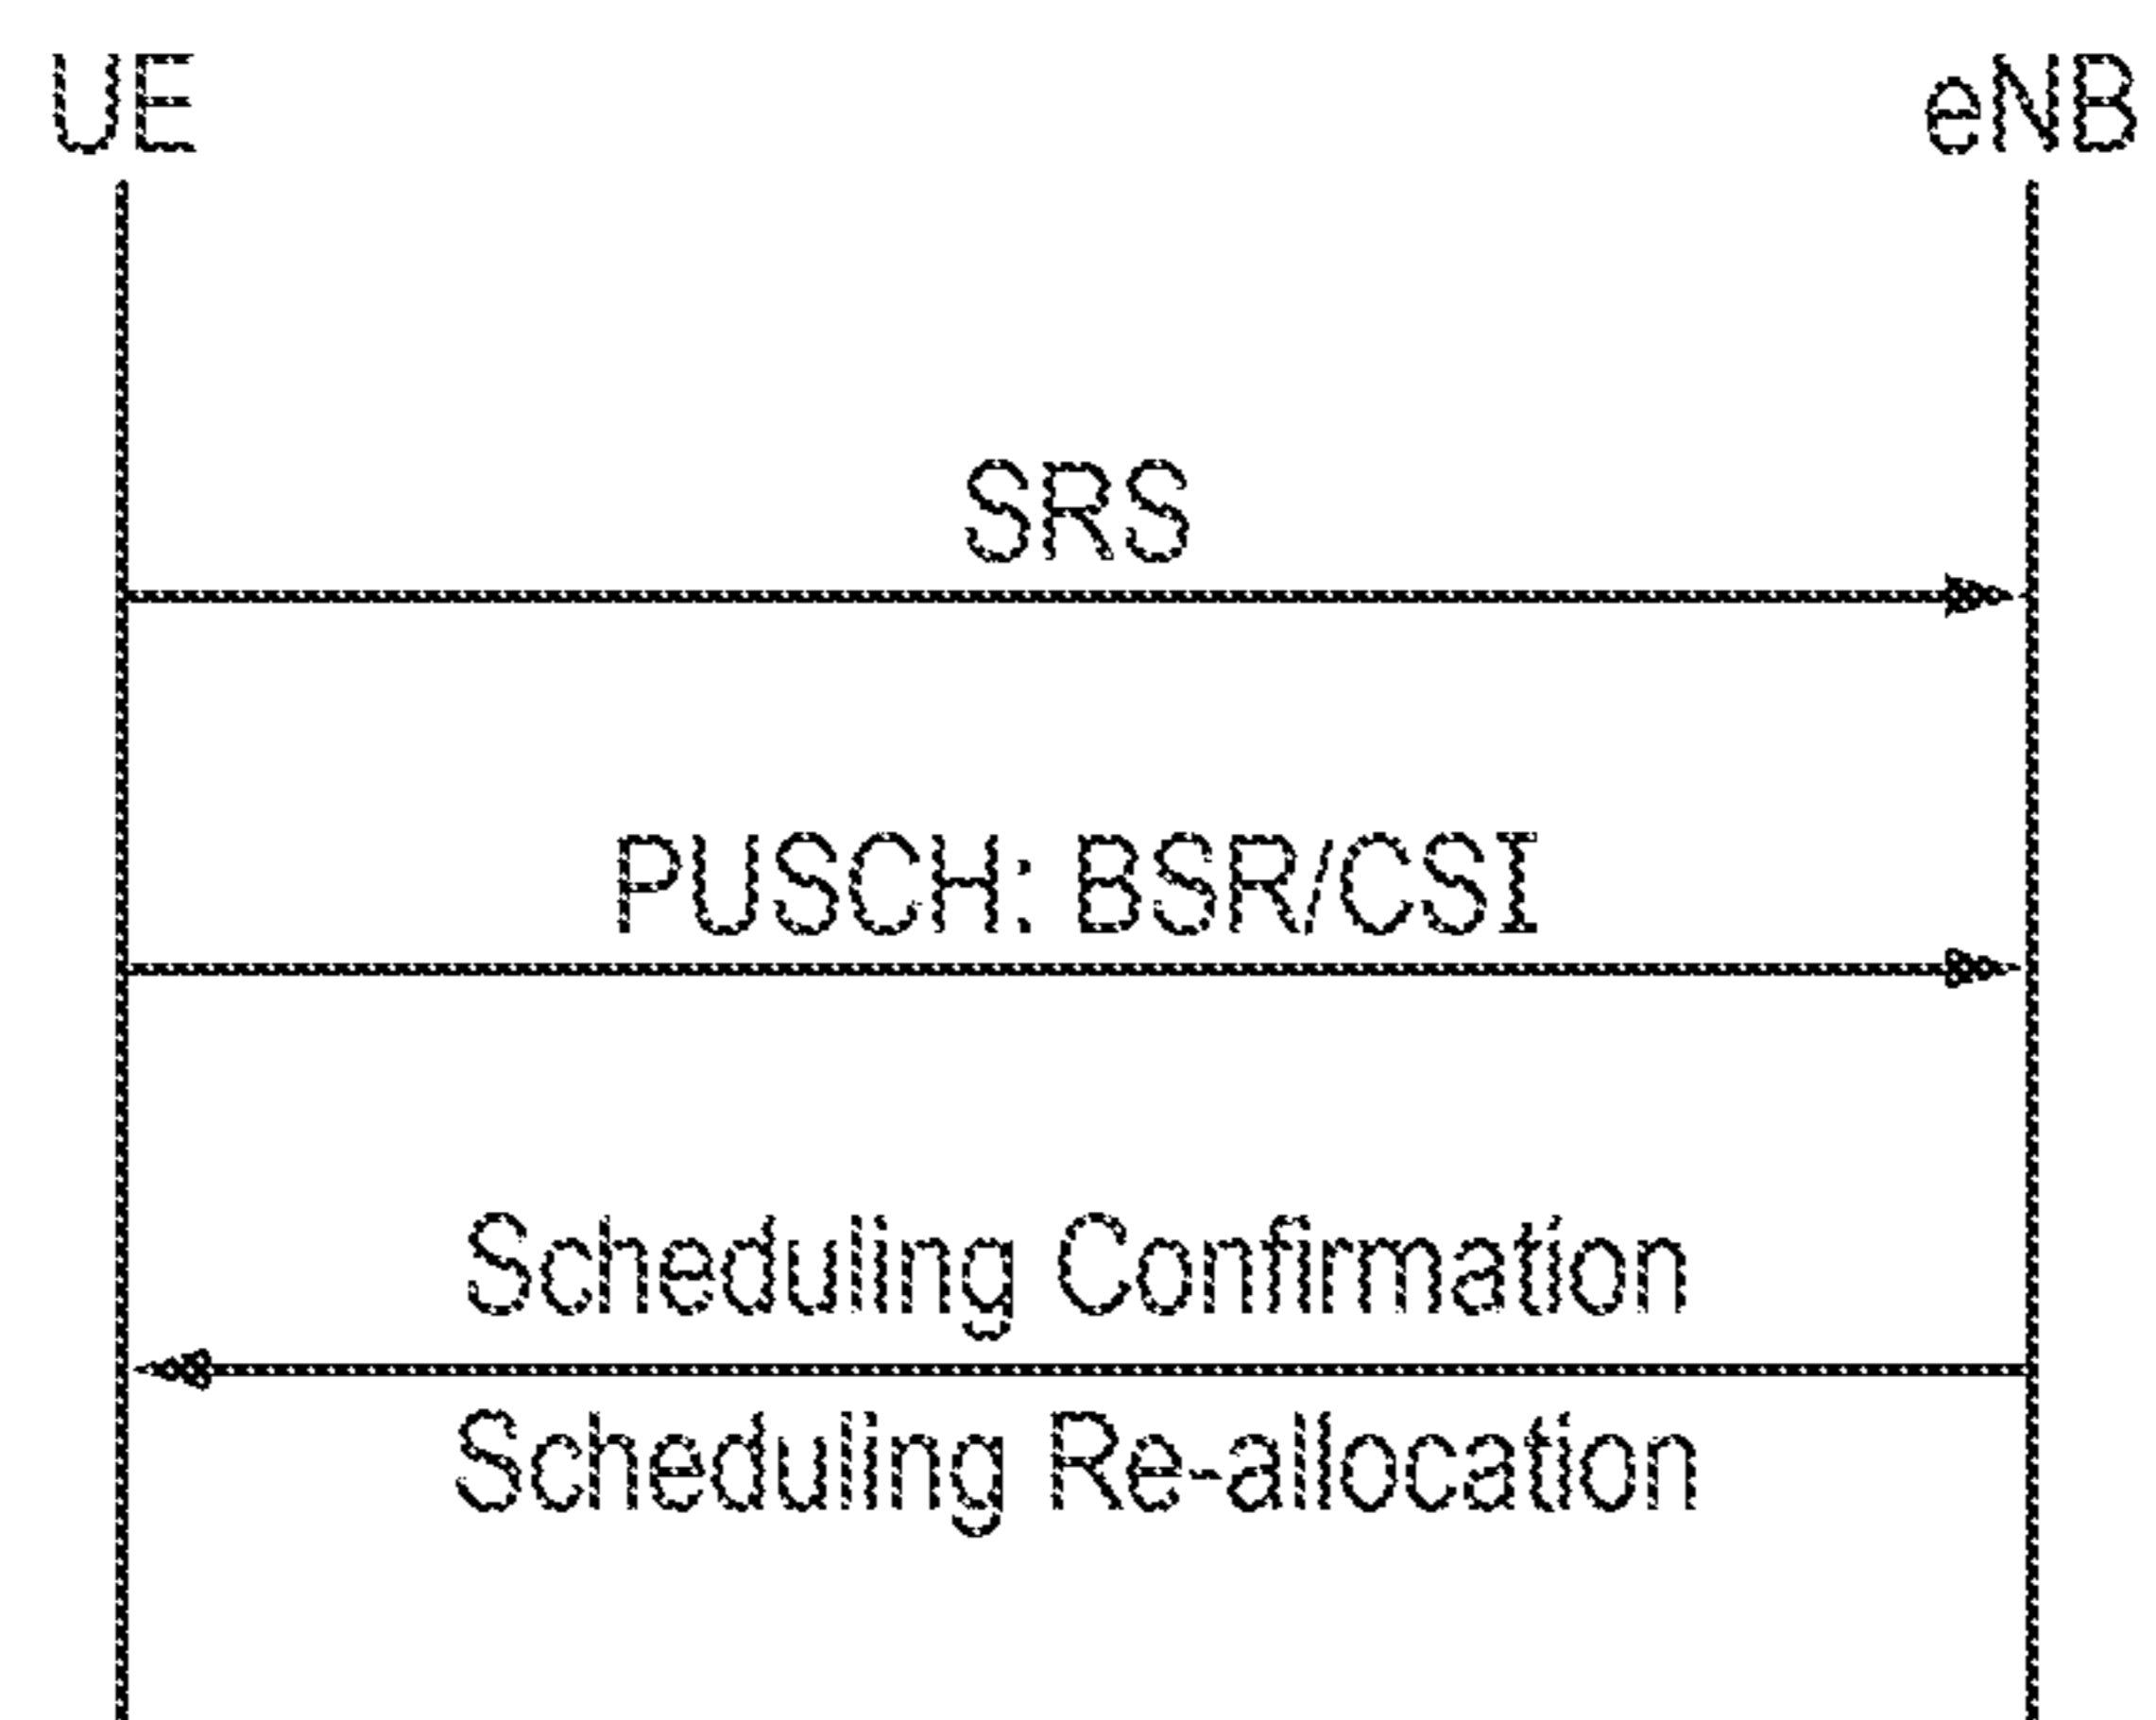 UE eNB
SRS
PUSCH: BSR/CSI
Scheduling Confirmation
Scheduling Re-allocation